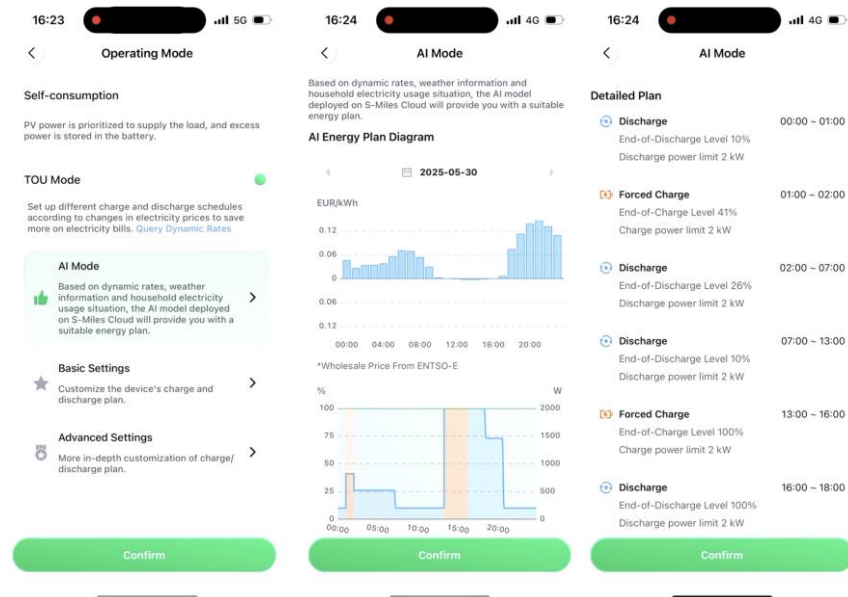 16:23
5G
Operating Mode
Self-consumption
PV power is prioritized to supply the load, and excess
power is stored in the battery.
TOU Mode
Set up different charge and discharge schedules
according to changes in electricity prices to save
more on electricity bills. Query Dynamic Rates
AI Mode
Based on dynamic rates, weather
information and household electricity
usage situation, the AI model deployed
on S-Miles Cloud will provide you with a
suitable energy plan.
Basic Settings
Customize the device's charge and
discharge plan.
Advanced Settings
More in-depth customization of charge/
discharge plan.
Confirm
16:24
4G
AI Mode
Based on dynamic rates, weather information and
household electricity usage situation, the AI model
deployed on S-Miles Cloud will provide you with a suitable
energy plan.
AI Energy Plan Diagram
2025-05-30
EUR/kWh
0.12
0.06
0
0.06
0.12
00:00 04:00 08:00 12:00 16:00 20:00
*Wholesale Price From ENTSO-E
% W
100 2000
75 1500
50 1000
25 500
0 0
00:00 05:00 10:00 15:00 20:00
Confirm
16:24
4G
AI Mode
Detailed Plan
Discharge 00:00 ~ 01:00
End-of-Discharge Level 10%
Discharge power limit 2 kW
Forced Charge 01:00 ~ 02:00
End-of-Charge Level 41%
Charge power limit 2 kW
Discharge 02:00 ~ 07:00
End-of-Discharge Level 26%
Discharge power limit 2 kW
Discharge 07:00 ~ 13:00
End-of-Discharge Level 10%
Discharge power limit 2 kW
Forced Charge 13:00 ~ 16:00
End-of-Charge Level 100%
Charge power limit 2 kW
Discharge 16:00 ~ 18:00
End-of-Discharge Level 100%
Discharge power limit 2 kW
Confirm